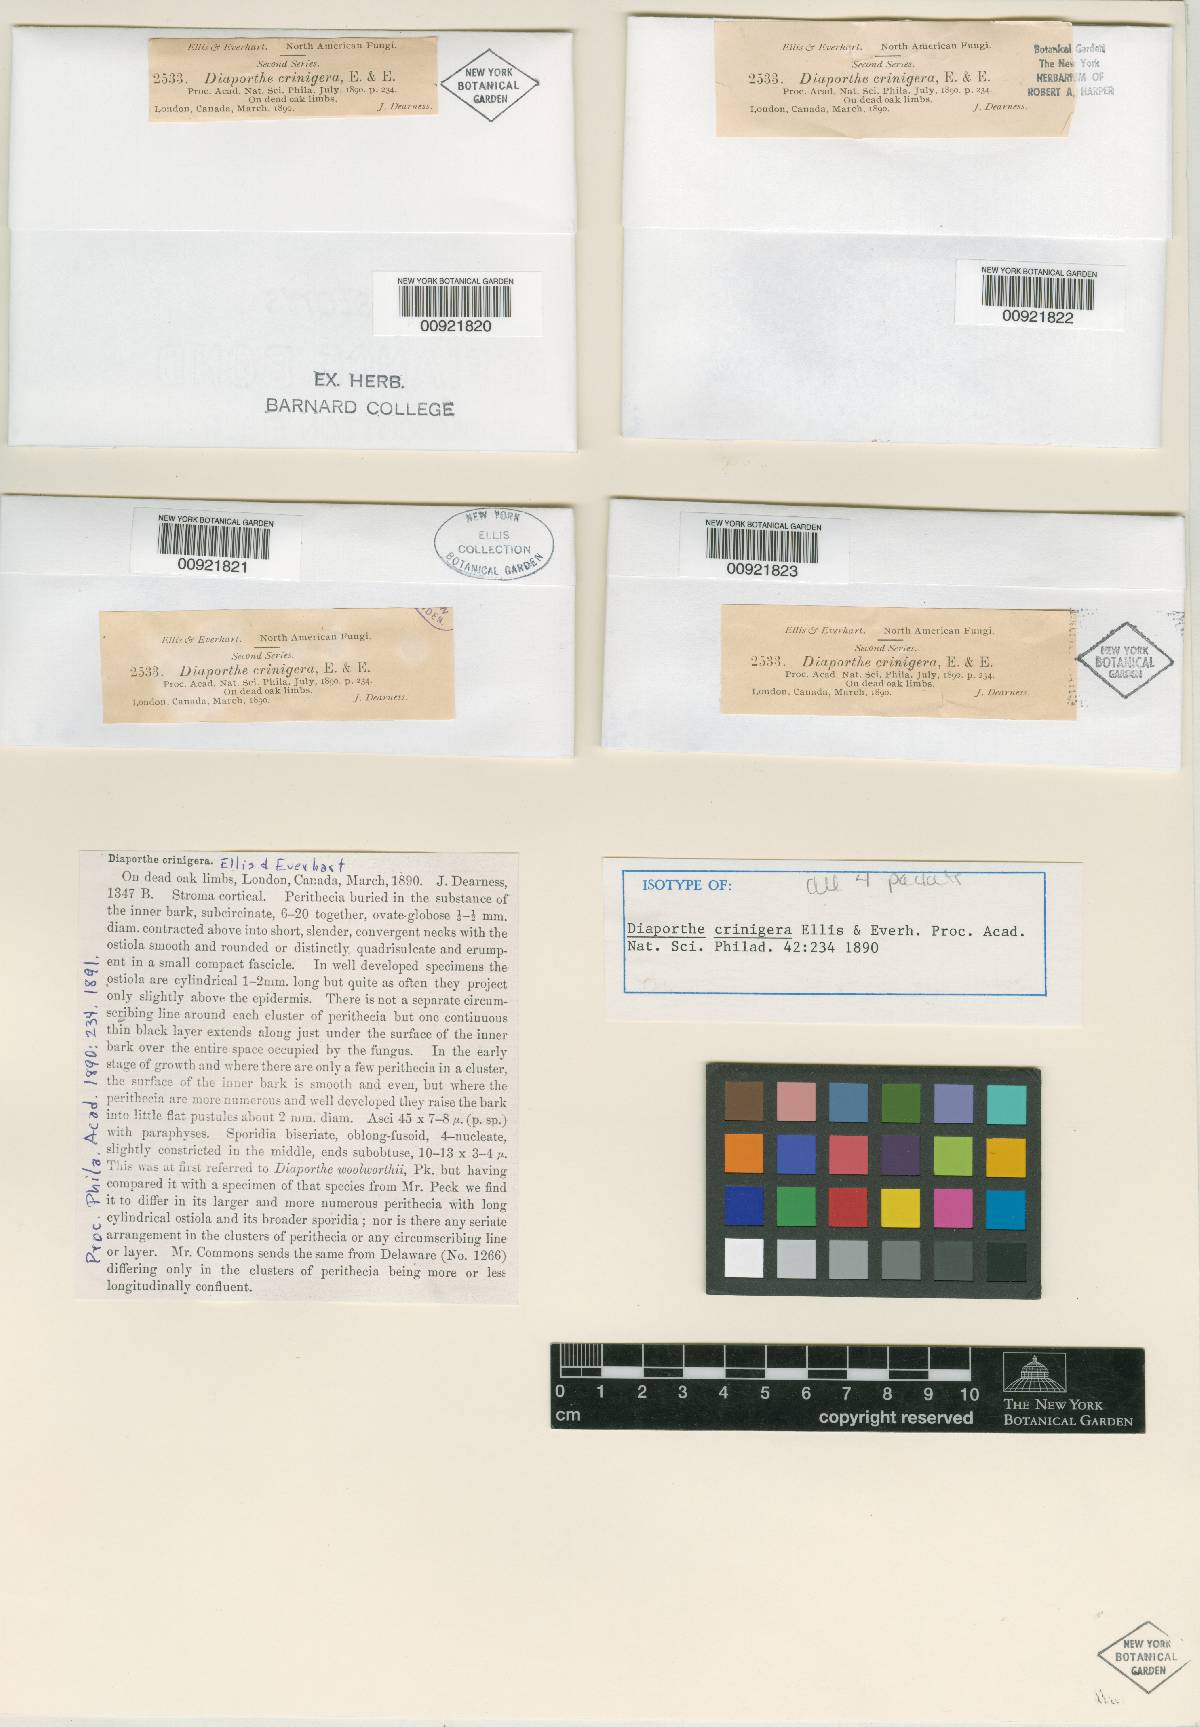 Ellis & Everhart. North American Fungi.
Second Series.
2533. Diaporthe crinigera, E. & E.
Proc. Acad. Nat. Sci. Phila. July, 1890. p. 234.
On dead oak limbs.
London, Canada, March, 1890. J. Dearness.
NEW YORK
BOTANICAL
GARDEN
NEW YORK BOTANICAL GARDEN
00921820
EX. HERB.
BARNARD COLLEGE
Ellis & Everhart. North American Fungi.
Second Series.
2533. Diaporthe crinigera, E. & E.
Proc. Acad. Nat. Sci. Phila. July, 1890. p. 234.
On dead oak limbs.
London, Canada, March, 1890. J. Dearness.
Botanical Garden
The New York
HERBARIUM OF
ROBERT A. HARPER
NEW YORK BOTANICAL GARDEN
00921822
NEW YORK BOTANICAL GARDEN
00921821
NEW YORK
ELLIS
COLLECTION
BOTANICAL GARDEN
Ellis & Everhart. North American Fungi.
Second Series.
2533. Diaporthe crinigera, E. & E.
Proc. Acad. Nat. Sci. Phila. July, 1890. p. 234.
On dead oak limbs.
London, Canada, March, 1890. J. Dearness.
NEW YORK BOTANICAL GARDEN
00921823
Ellis & Everhart. North American Fungi.
Second Series.
2533. Diaporthe crinigera, E. & E.
Proc. Acad. Nat. Sci. Phila. July, 1890. p. 234.
On dead oak limbs.
London, Canada, March, 1890. J. Dearness.
NEW YORK
BOTANICAL
GARDEN
Diaporthe crinigera. Ellis & Everhart
On dead oak limbs, London, Canada, March, 1890. J. Dearness,
1347 B. Stroma cortical. Perithecia buried in the substance of
the inner bark, subcircinate, 6–20 together, ovate-globose ⅓–½ mm.
diam. contracted above into short, slender, convergent necks with the
ostiola smooth and rounded or distinctly quadrisulcate and erump-
ent in a small compact fascicle. In well developed specimens the
ostiola are cylindrical 1–2mm. long but quite as often they project
only slightly above the epidermis. There is not a separate circum-
scribing line around each cluster of perithecia but one continuous
thin black layer extends along just under the surface of the inner
bark over the entire space occupied by the fungus. In the early
stage of growth and where there are only a few perithecia in a cluster,
the surface of the inner bark is smooth and even, but where the
perithecia are more numerous and well developed they raise the bark
into little flat pustules about 2 mm. diam. Asci 45 x 7–8 μ. (p. sp.)
with paraphyses. Sporidia biseriate, oblong-fusoid, 4-nucleate,
slightly constricted in the middle, ends subobtuse, 10–13 x 3–4 μ.
This was at first referred to Diaporthe woolworthii, Pk. but having
compared it with a specimen of that species from Mr. Peck we find
it to differ in its larger and more numerous perithecia with long
cylindrical ostiola and its broader sporidia; nor is there any seriate
arrangement in the clusters of perithecia or any circumscribing line
or layer. Mr. Commons sends the same from Delaware (No. 1266)
differing only in the clusters of perithecia being more or less
longitudinally confluent.
Proc. Phila. Acad. 1890: 234. 1891.
ISOTYPE OF: all 4 packets
Diaporthe crinigera Ellis & Everh. Proc. Acad.
Nat. Sci. Philad. 42:234 1890
0 1 2 3 4 5 6 7 8 9 10
cm
copyright reserved
THE NEW YORK
BOTANICAL GARDEN
NEW YORK
BOTANICAL
GARDEN